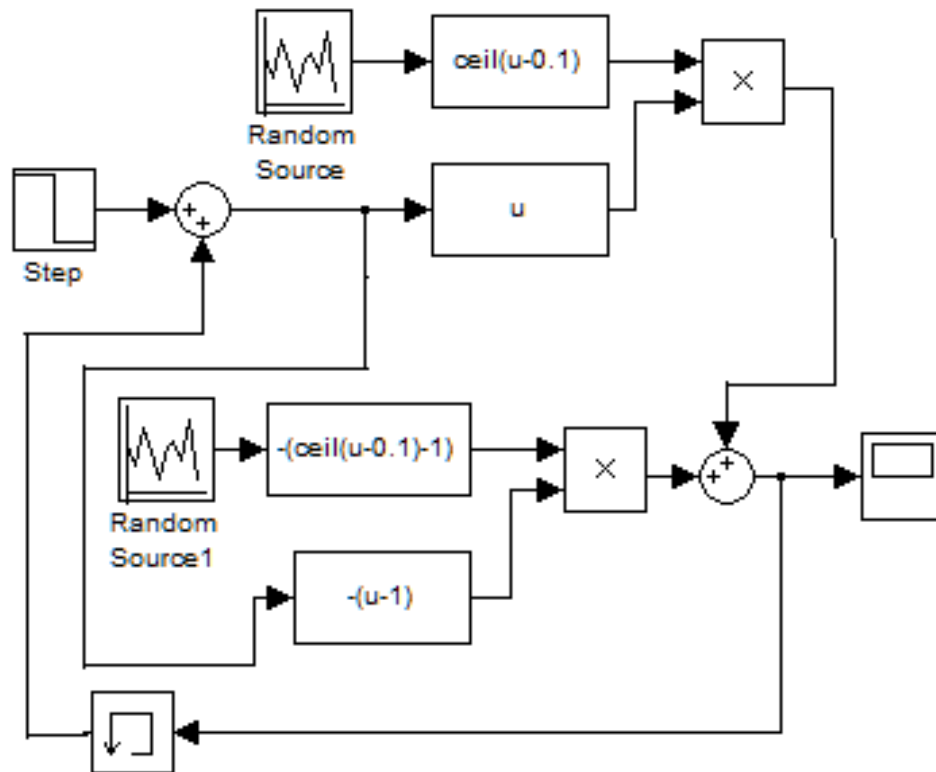 ceil(u-0.1)
×
Random
Source
u
Step
-(ceil(u-0.1)-1)
×
Random
Source1
-(u-1)